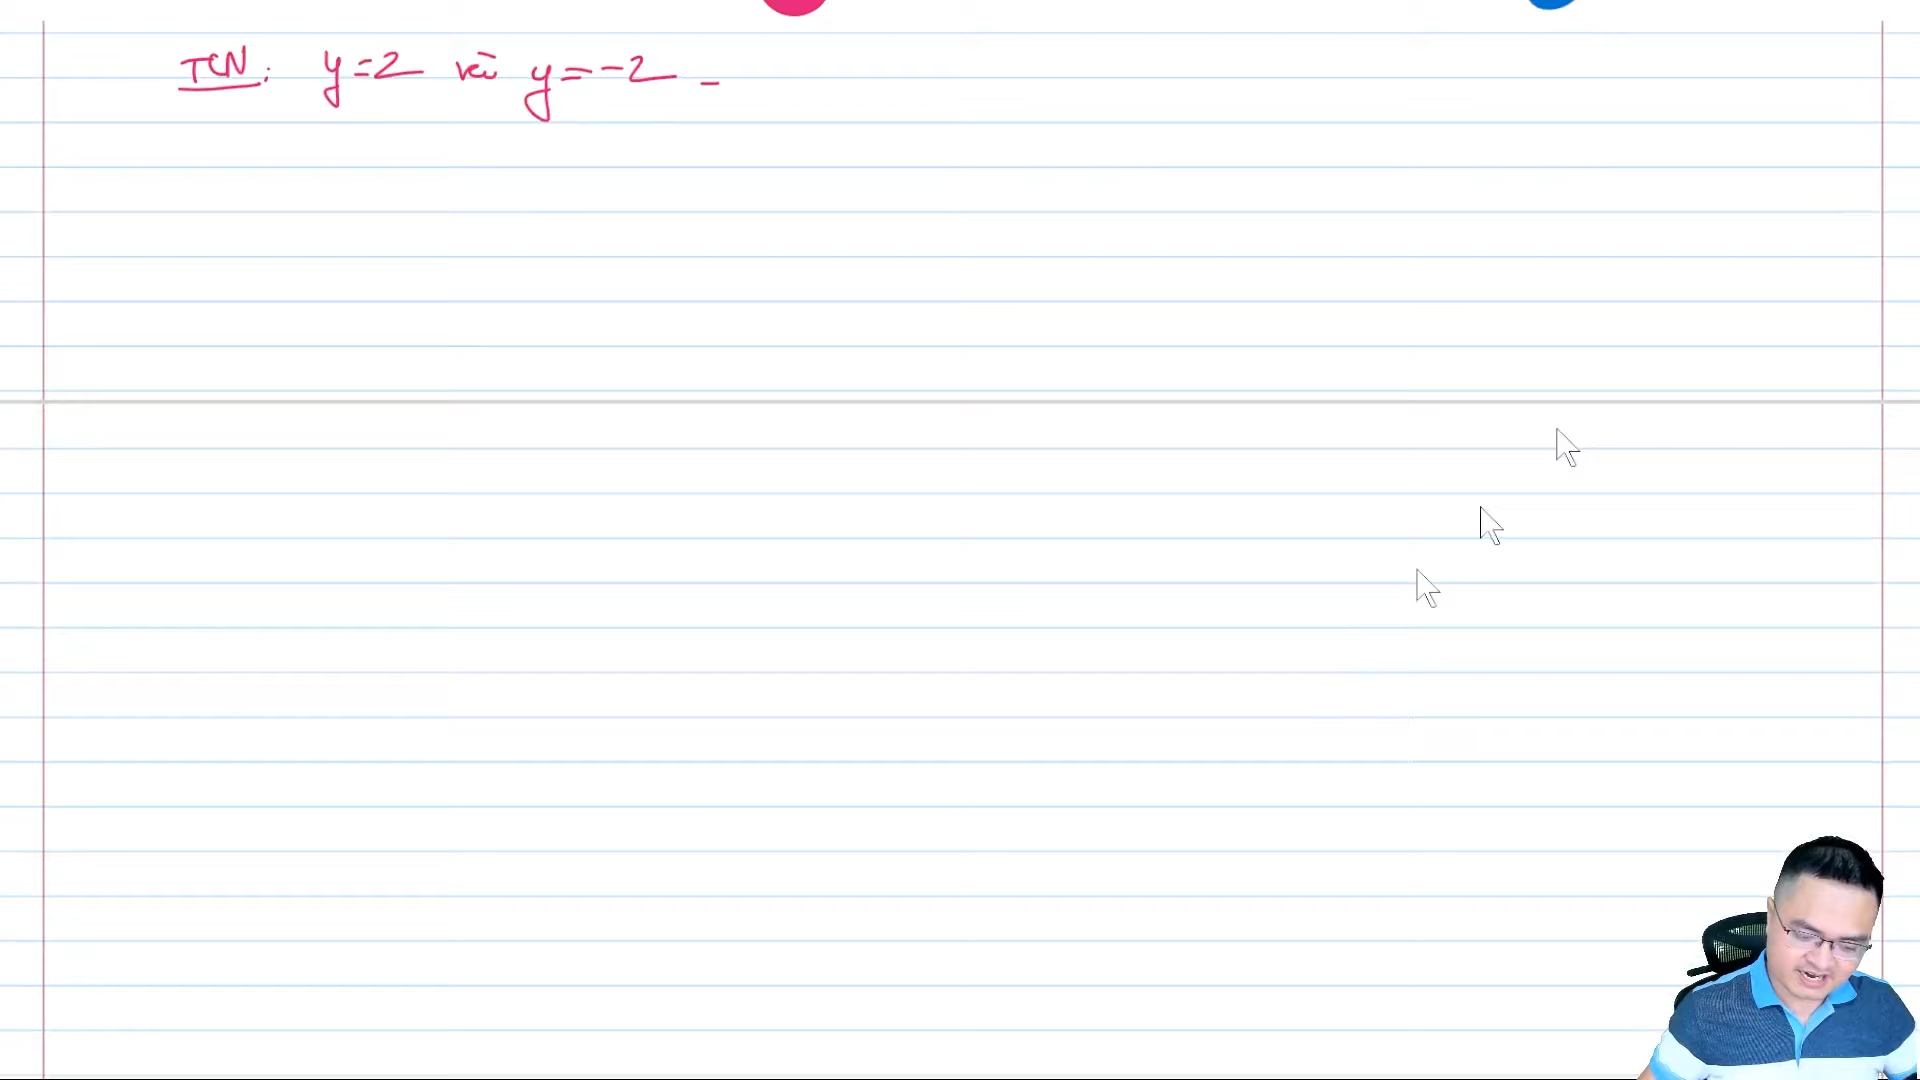 TCN: y = 2 và y = -2 -